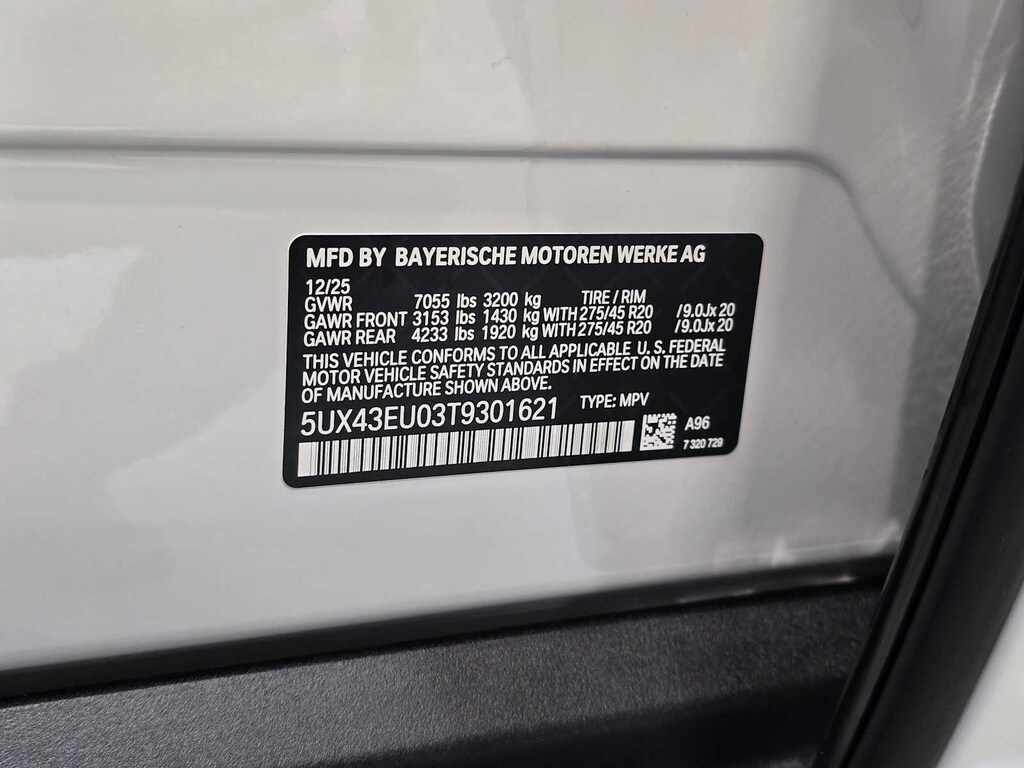 MFD BY BAYERISCHE MOTOREN WERKE AG
12/25
GVWR 7055 lbs 3200 kg TIRE / RIM
GAWR FRONT 3153 lbs 1430 kg WITH 275/45 R20 /9.0Jx20
GAWR REAR 4233 lbs 1920 kg WITH 275/45 R20 /9.0Jx20
THIS VEHICLE CONFORMS TO ALL APPLICABLE U.S. FEDERAL
MOTOR VEHICLE SAFETY STANDARDS IN EFFECT ON THE DATE
OF MANUFACTURE SHOWN ABOVE.
5UX43EU03T9301621 TYPE: MPV
A96
7 320 729